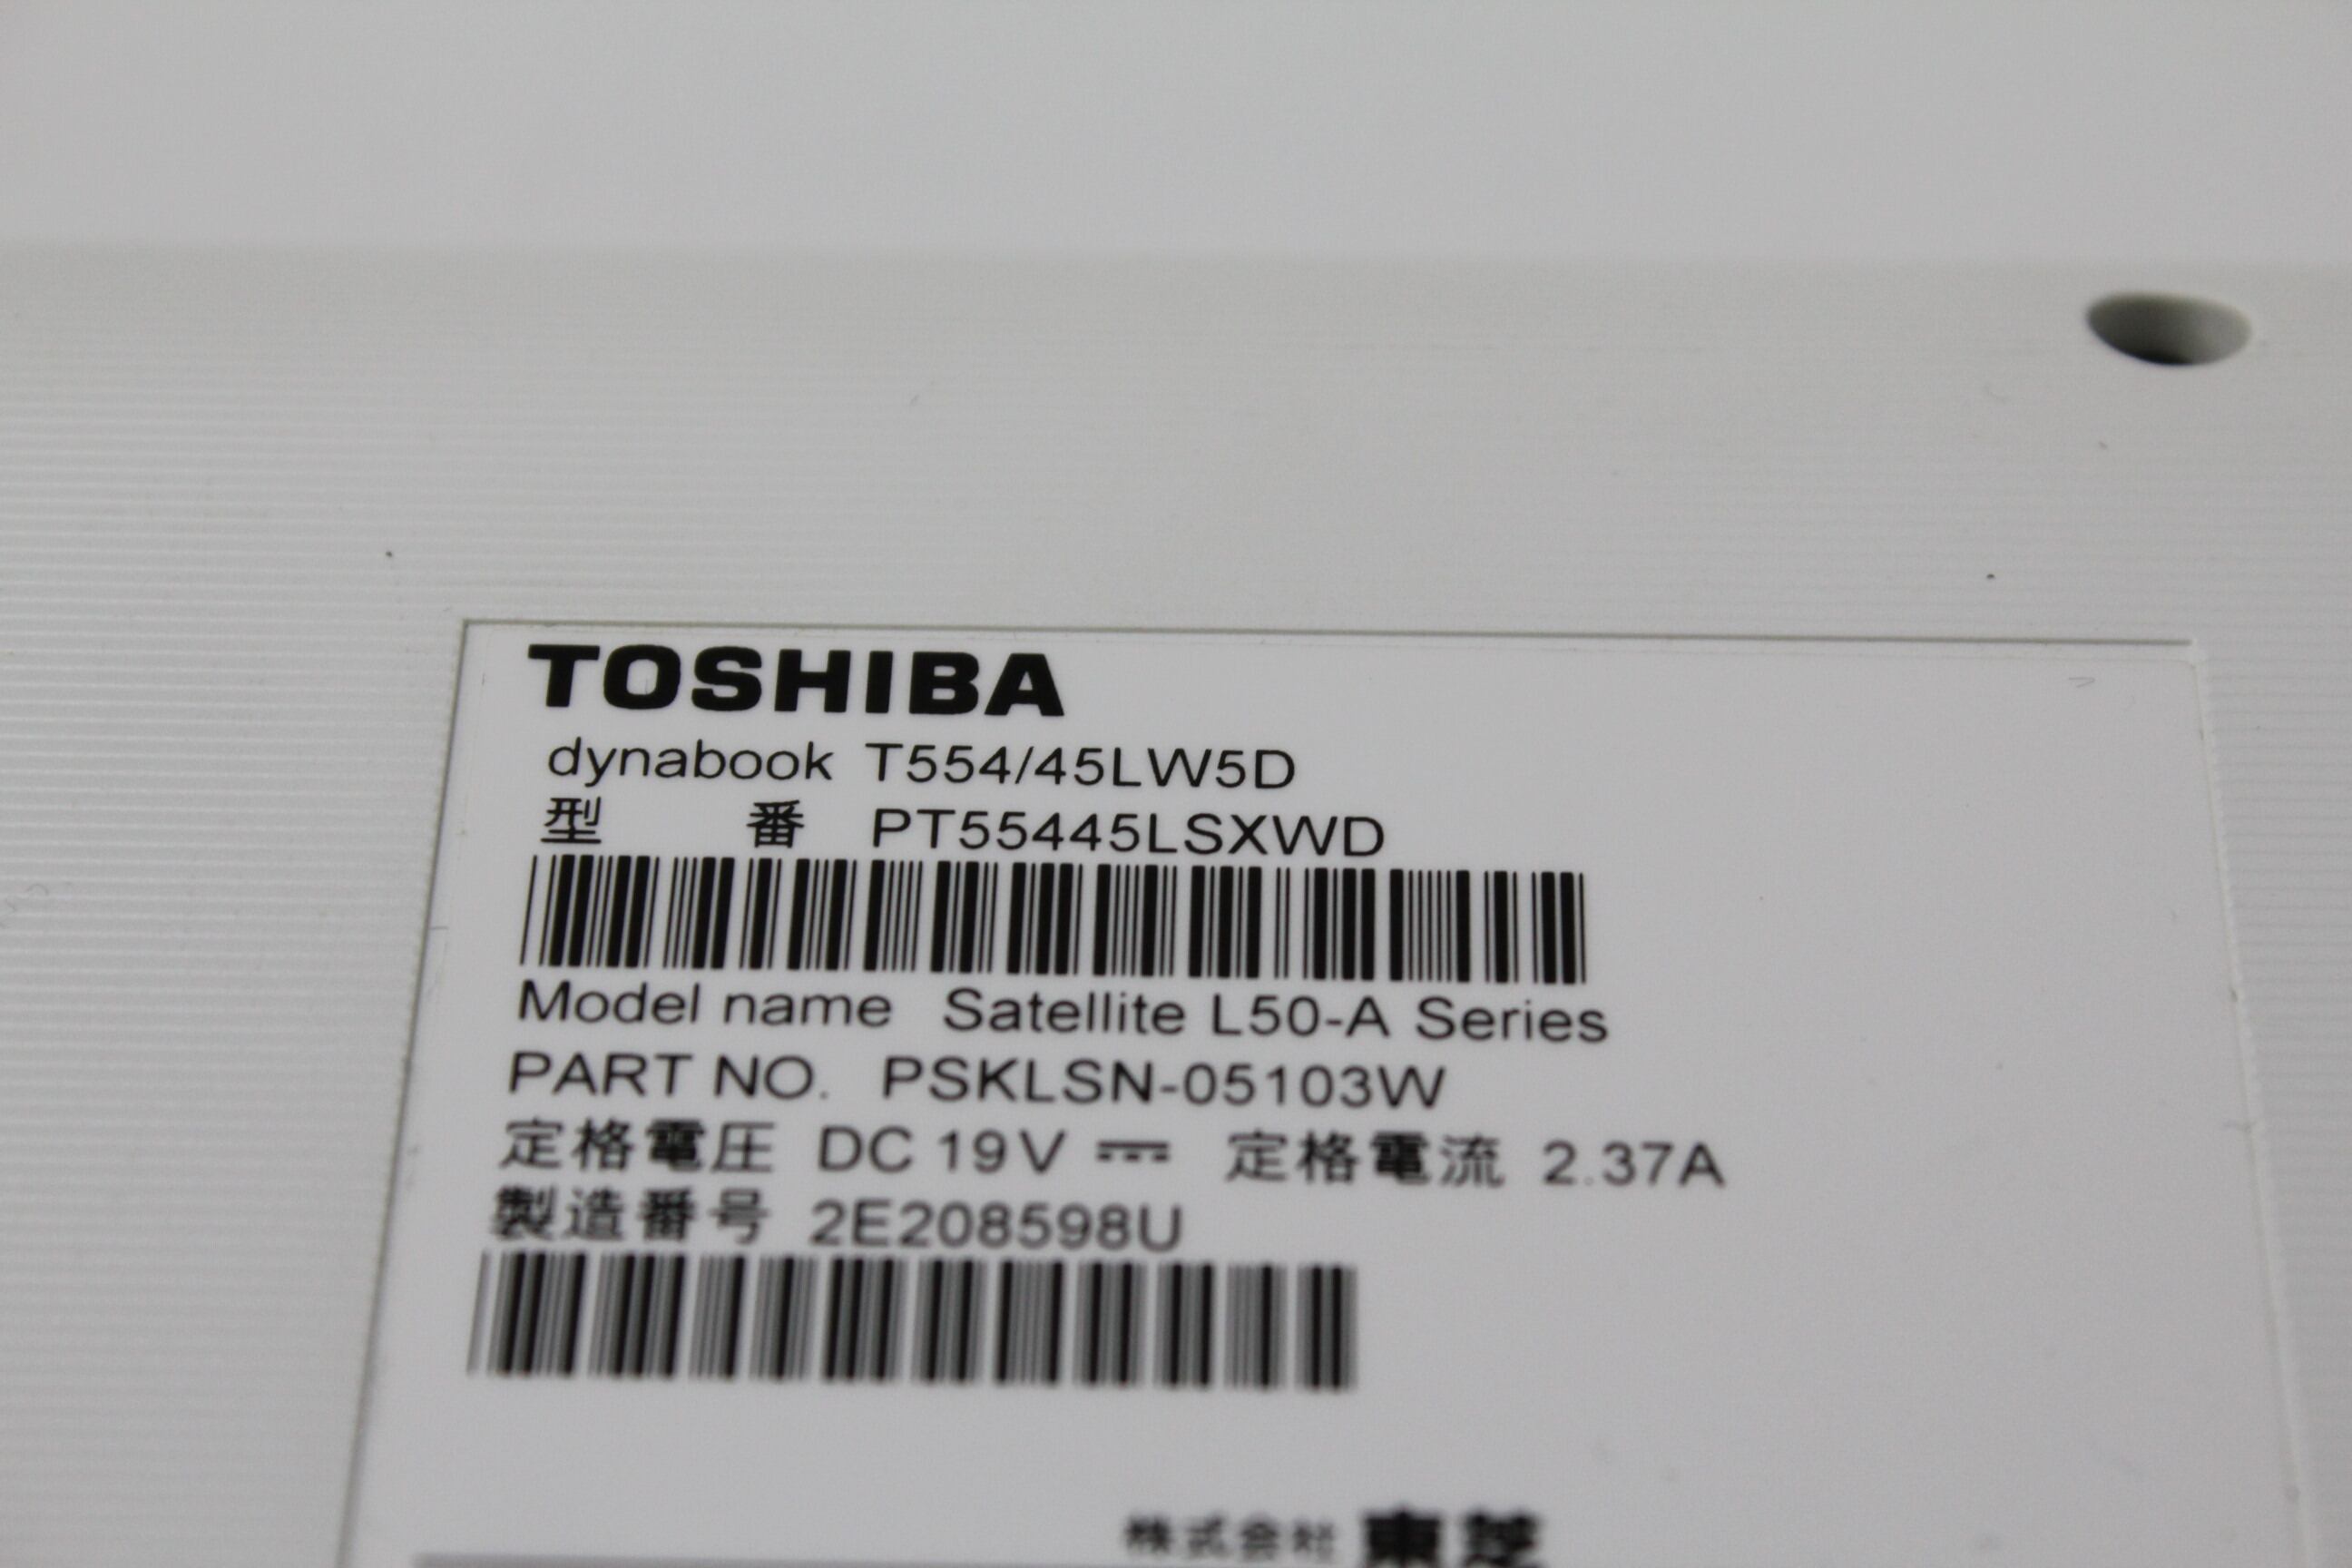 TOSHIBA
dynabook T554/45LW5D
型番 PT55445LSXWD
Model name Satellite L50-A Series
PART NO. PSKLSN-05103W
定格電圧 DC 19V ⎓ 定格電流 2.37A
製造番号 2E208598U
株式会社 東芝